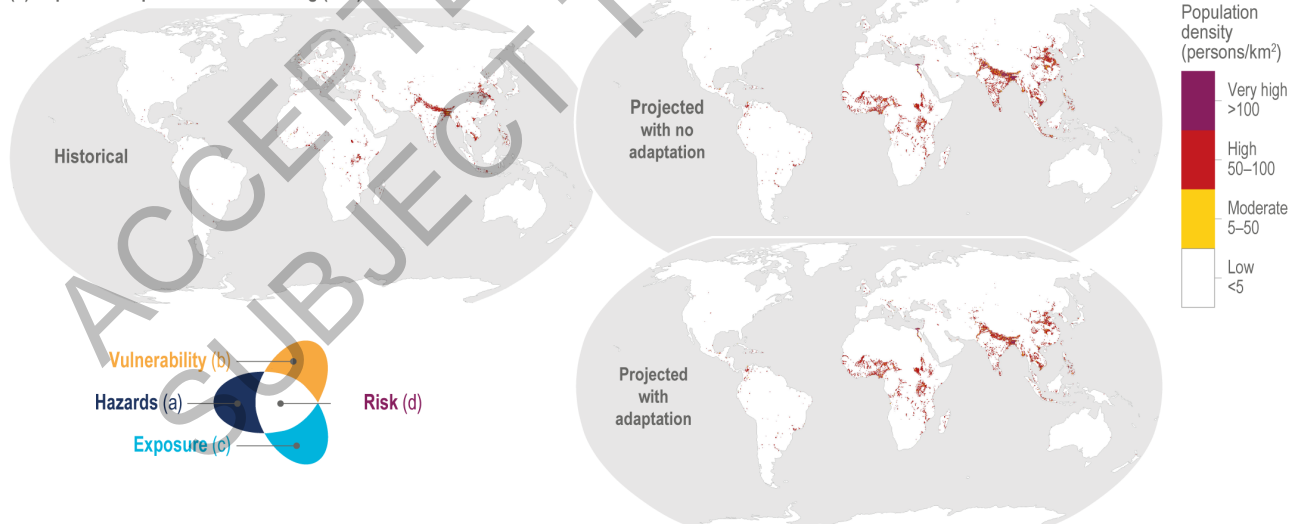 Historical
Projected
with no
adaptation
Projected
with
adaptation
Vulnerability (b)
Hazards (a)
Risk (d)
Exposure (c)
Population
density
(persons/km²)
Very high
>100
High
50–100
Moderate
5–50
Low
<5
ACCEPTE
SUBJECT T